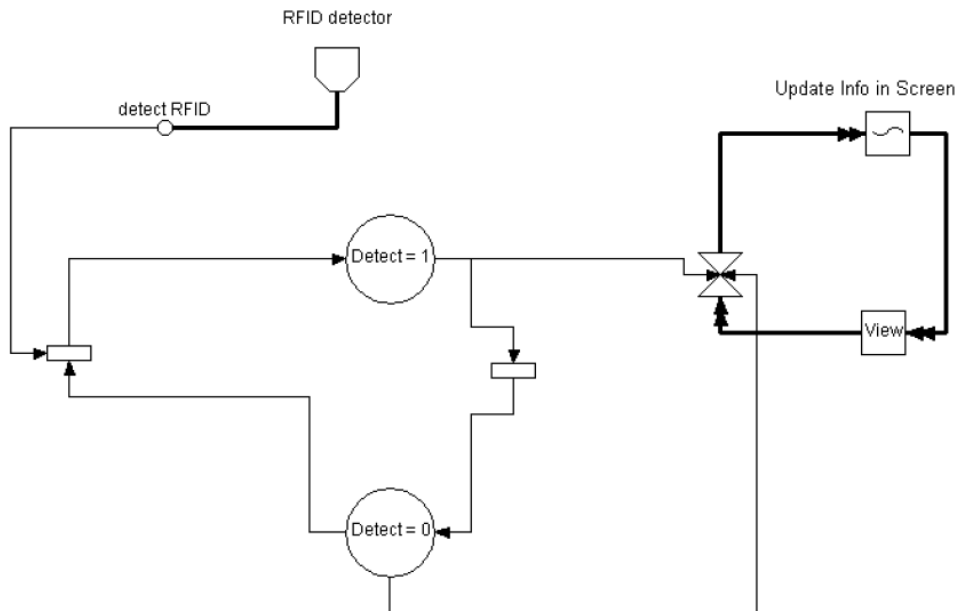 RFID detector
detect RFID
Update Info in Screen
Detect = 1
View
Detect = 0